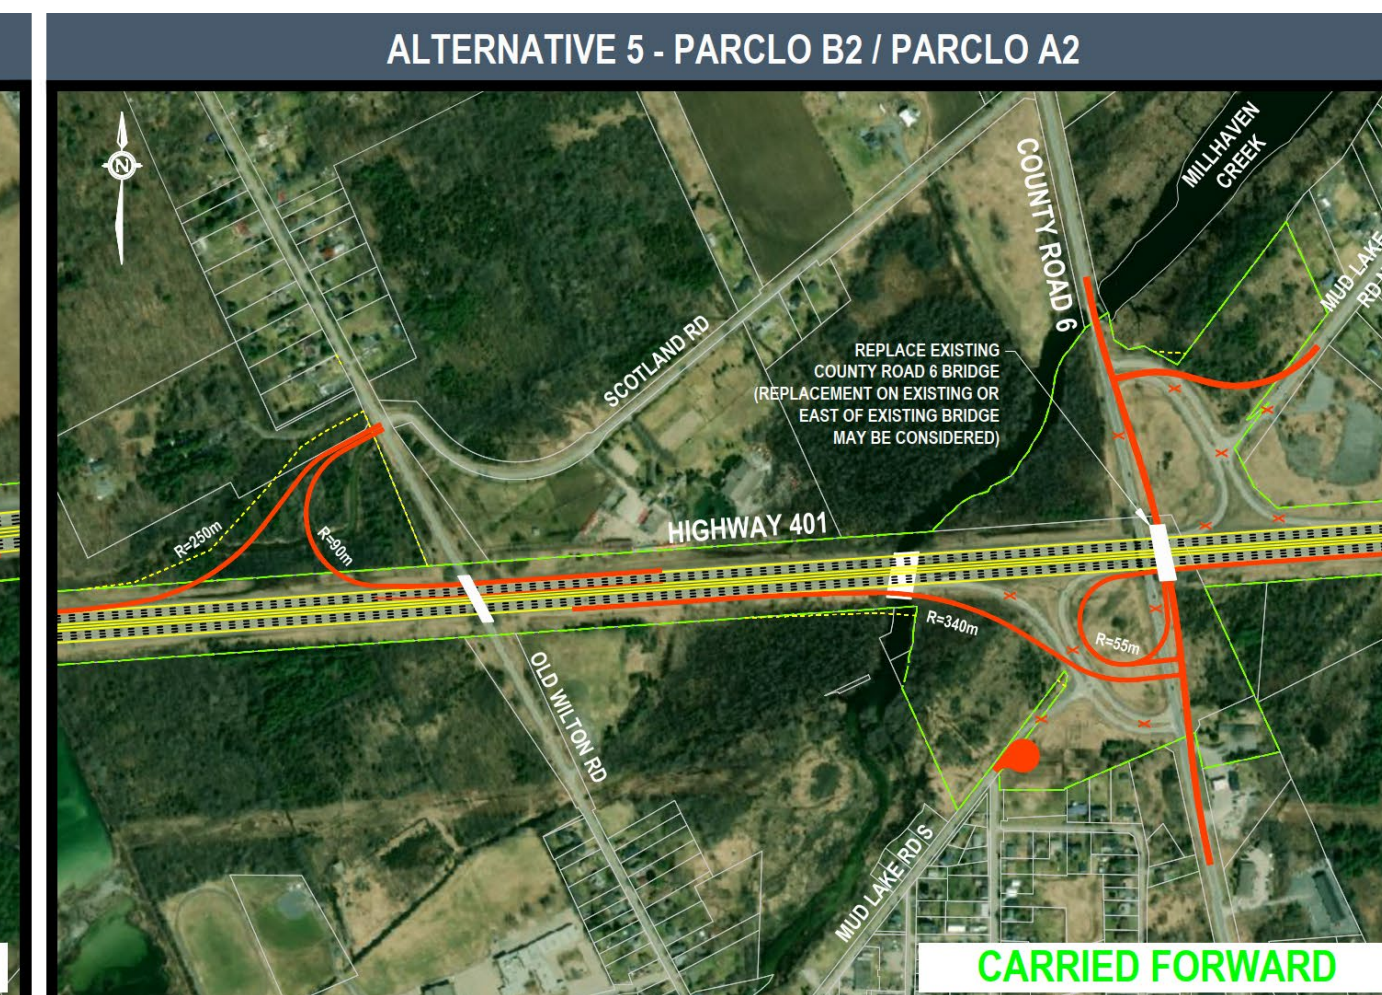 ALTERNATIVE 5 - PARCLO B2 / PARCLO A2
N
MILLHAVEN
CREEK
COUNTY ROAD 6
MUD LAKE
SCOTLAND RD
REPLACE EXISTING
COUNTY ROAD 6 BRIDGE
(REPLACEMENT ON EXISTING OR
EAST OF EXISTING BRIDGE
MAY BE CONSIDERED)
HIGHWAY 401
R=250m
R=90m
R=340m
R=55m
OLD WILTON RD
MUD LAKE RD S
CARRIED FORWARD